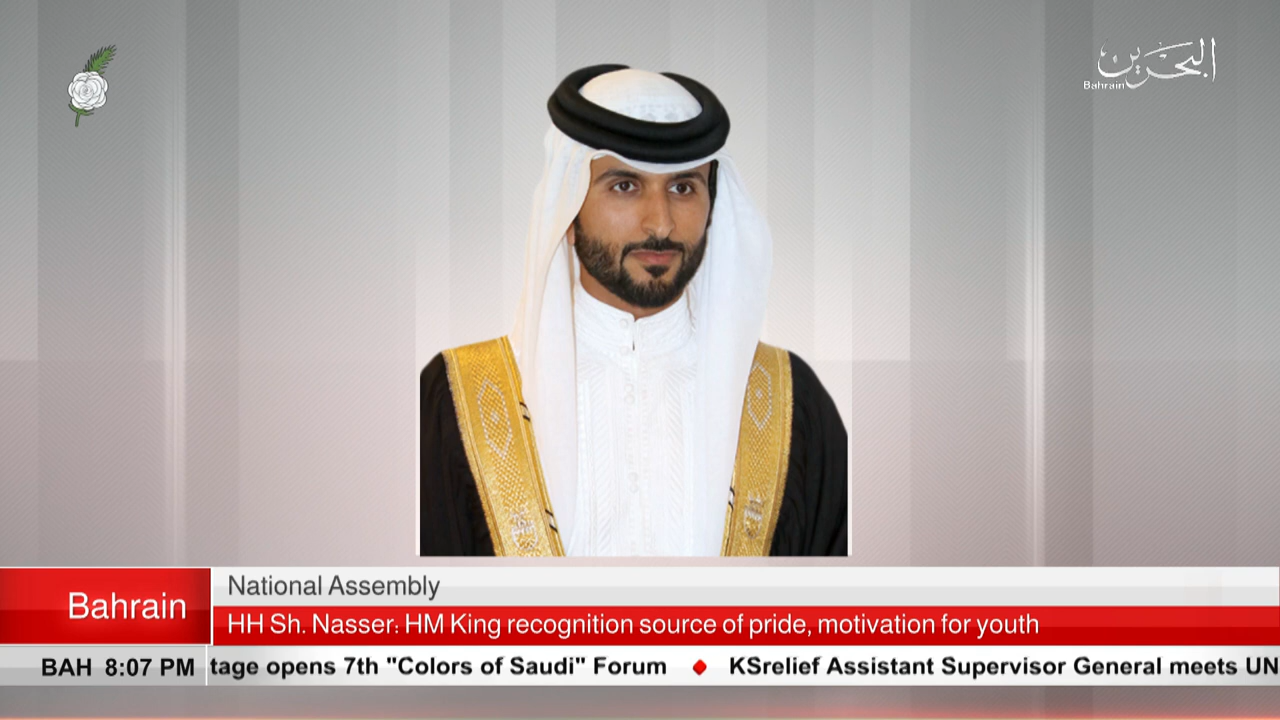 البحرين
Bahrain
National Assembly
Bahrain
HH Sh. Nasser: HM King recognition source of pride, motivation for youth
BAH 8:07 PM
tage opens 7th "Colors of Saudi" Forum ♦ KSrelief Assistant Supervisor General meets UN